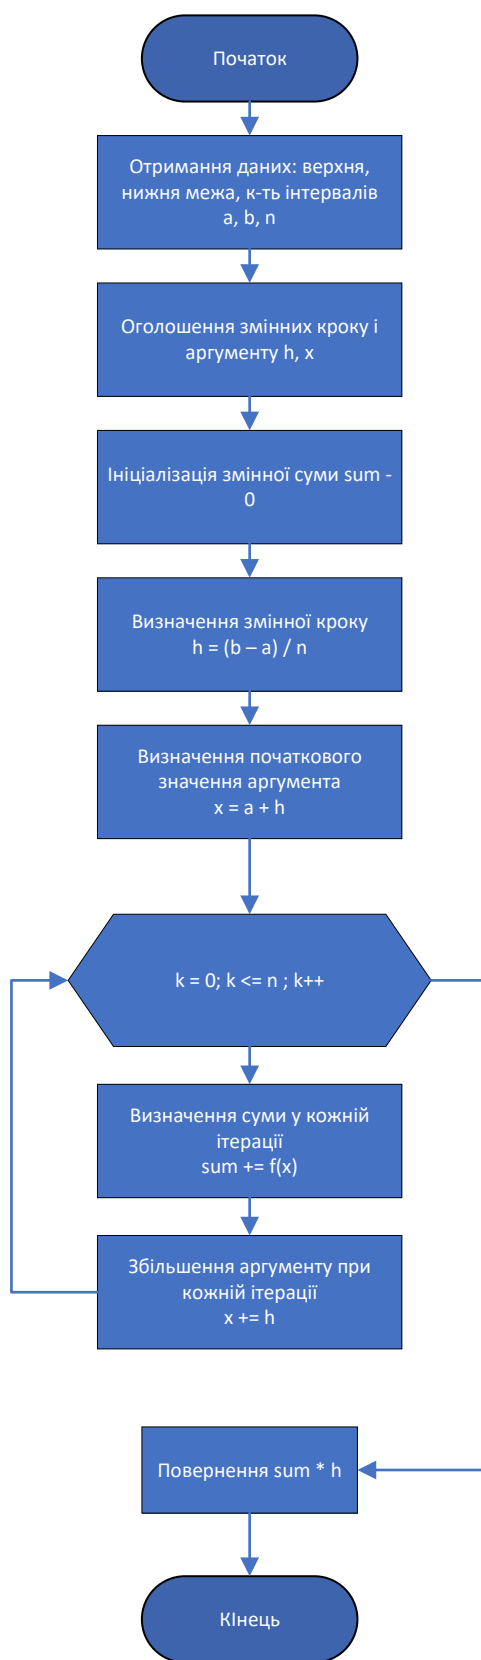 Початок
Отримання даних: верхня,
нижня межа, к-ть інтервалів
a, b, n
Оголошення змінних кроку і
аргументу h, x
Ініціалізація змінної суми sum -
0
Визначення змінної кроку
h = (b – a) / n
Визначення початкового
значення аргумента
x = a + h
k = 0; k <= n ; k++
Визначення суми у кожній
ітерації
sum += f(x)
Збільшення аргументу при
кожній ітерації
x += h
Повернення sum * h
КІнець